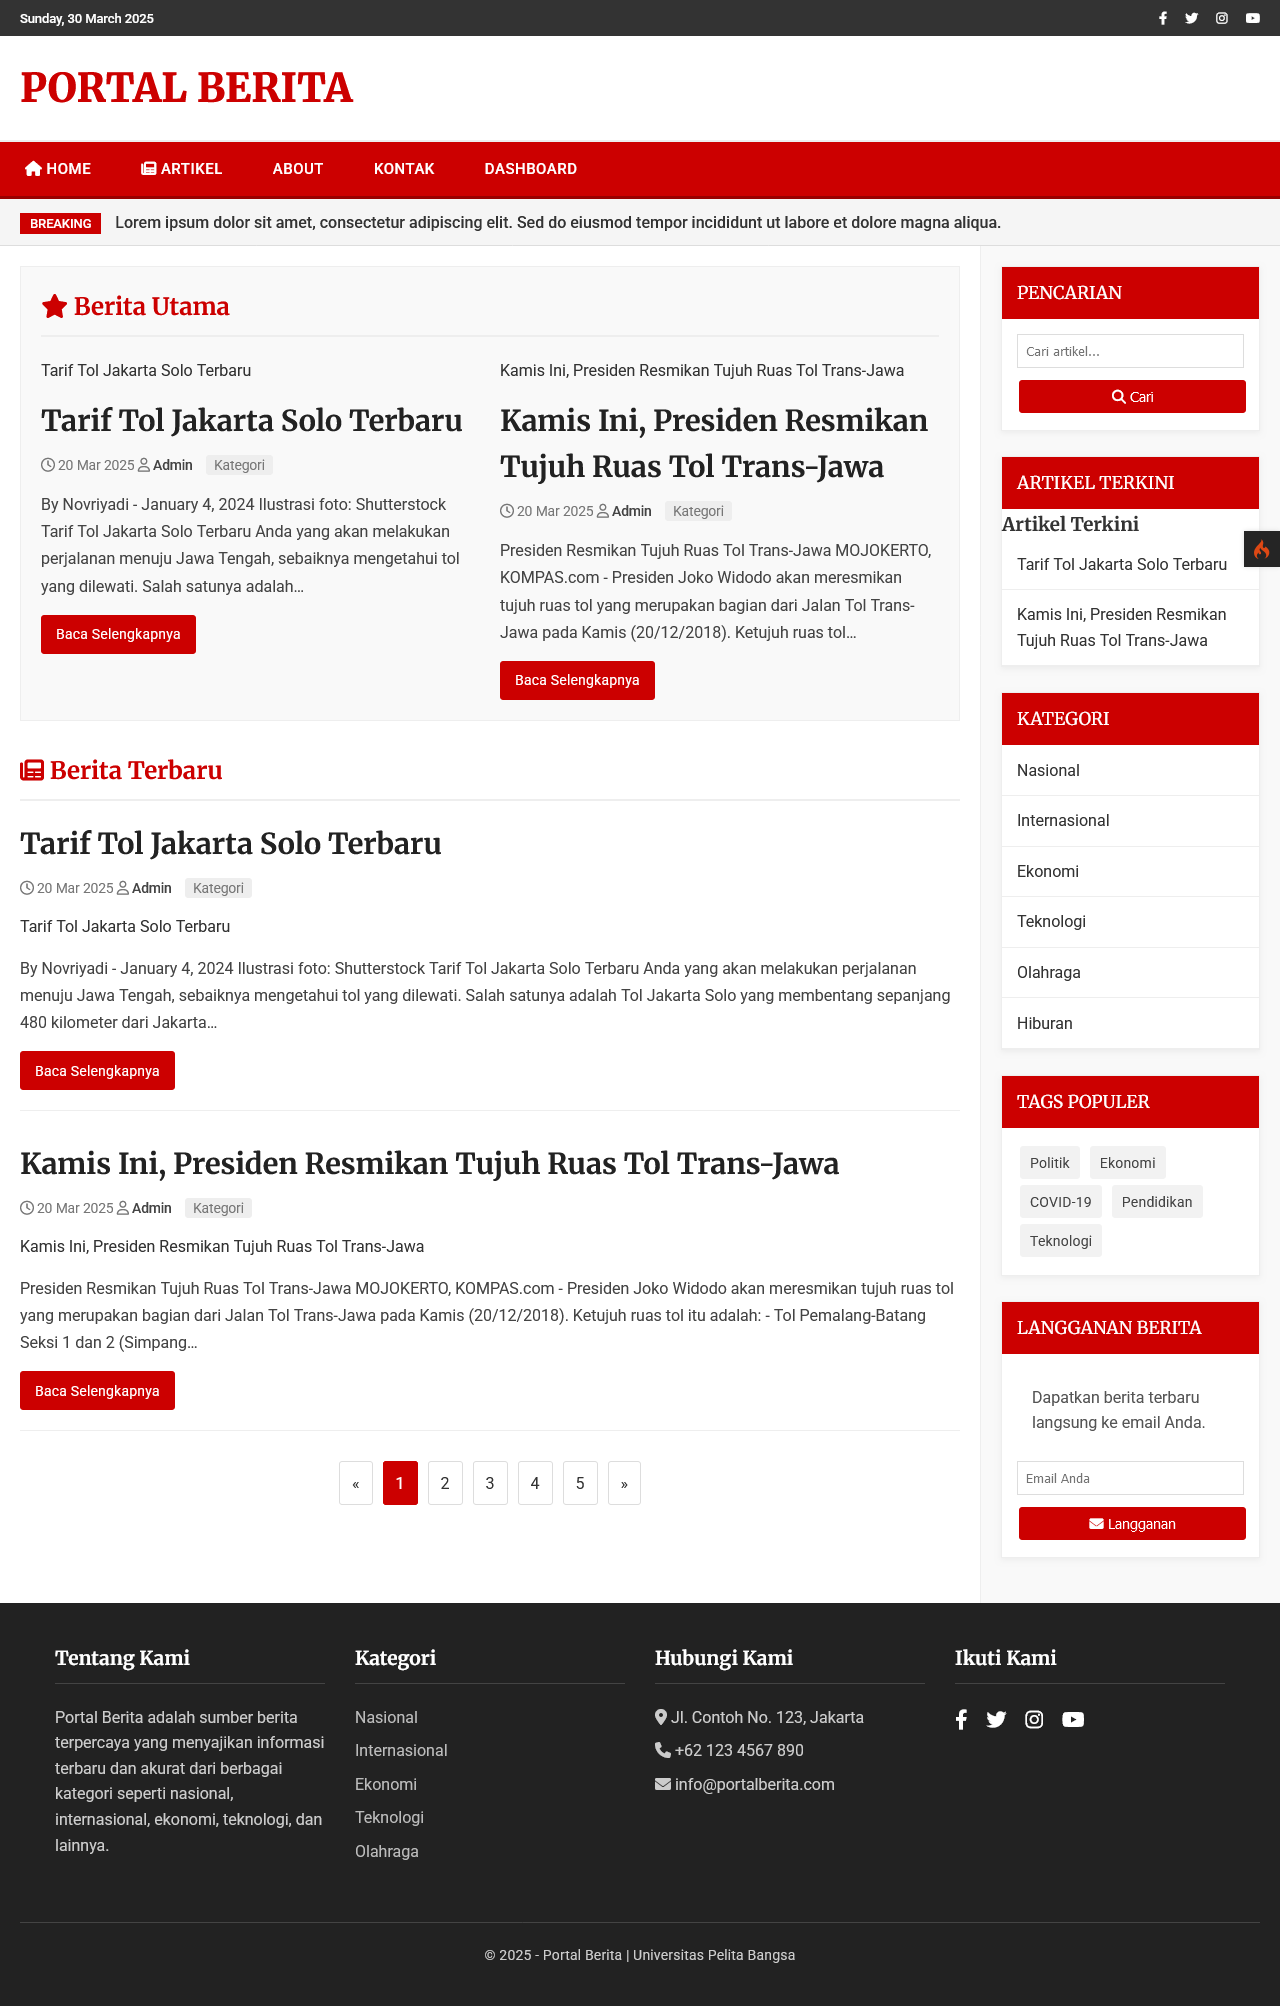 Sunday, 30 March 2025
PORTAL BERITA
HOME ARTIKEL ABOUT KONTAK DASHBOARD
BREAKING Lorem ipsum dolor sit amet, consectetur adipiscing elit. Sed do eiusmod tempor incididunt ut labore et dolore magna aliqua.
Berita Utama
Tarif Tol Jakarta Solo Terbaru
Tarif Tol Jakarta Solo Terbaru
20 Mar 2025 Admin Kategori
By Novriyadi - January 4, 2024 Ilustrasi foto: Shutterstock
Tarif Tol Jakarta Solo Terbaru Anda yang akan melakukan
perjalanan menuju Jawa Tengah, sebaiknya mengetahui tol
yang dilewati. Salah satunya adalah…
Baca Selengkapnya
Kamis Ini, Presiden Resmikan Tujuh Ruas Tol Trans-Jawa
Kamis Ini, Presiden Resmikan
Tujuh Ruas Tol Trans-Jawa
20 Mar 2025 Admin Kategori
Presiden Resmikan Tujuh Ruas Tol Trans-Jawa MOJOKERTO,
KOMPAS.com - Presiden Joko Widodo akan meresmikan
tujuh ruas tol yang merupakan bagian dari Jalan Tol Trans-
Jawa pada Kamis (20/12/2018). Ketujuh ruas tol…
Baca Selengkapnya
Berita Terbaru
Tarif Tol Jakarta Solo Terbaru
20 Mar 2025 Admin Kategori
Tarif Tol Jakarta Solo Terbaru
By Novriyadi - January 4, 2024 Ilustrasi foto: Shutterstock Tarif Tol Jakarta Solo Terbaru Anda yang akan melakukan perjalanan
menuju Jawa Tengah, sebaiknya mengetahui tol yang dilewati. Salah satunya adalah Tol Jakarta Solo yang membentang sepanjang
480 kilometer dari Jakarta…
Baca Selengkapnya
Kamis Ini, Presiden Resmikan Tujuh Ruas Tol Trans-Jawa
20 Mar 2025 Admin Kategori
Kamis Ini, Presiden Resmikan Tujuh Ruas Tol Trans-Jawa
Presiden Resmikan Tujuh Ruas Tol Trans-Jawa MOJOKERTO, KOMPAS.com - Presiden Joko Widodo akan meresmikan tujuh ruas tol
yang merupakan bagian dari Jalan Tol Trans-Jawa pada Kamis (20/12/2018). Ketujuh ruas tol itu adalah: - Tol Pemalang-Batang
Seksi 1 dan 2 (Simpang…
Baca Selengkapnya
« 1 2 3 4 5 »
PENCARIAN
Cari artikel...
Cari
ARTIKEL TERKINI
Artikel Terkini
Tarif Tol Jakarta Solo Terbaru
Kamis Ini, Presiden Resmikan
Tujuh Ruas Tol Trans-Jawa
KATEGORI
Nasional
Internasional
Ekonomi
Teknologi
Olahraga
Hiburan
TAGS POPULER
Politik Ekonomi
COVID-19 Pendidikan
Teknologi
LANGGANAN BERITA
Dapatkan berita terbaru
langsung ke email Anda.
Email Anda
Langganan
Tentang Kami
Portal Berita adalah sumber berita
terpercaya yang menyajikan informasi
terbaru dan akurat dari berbagai
kategori seperti nasional,
internasional, ekonomi, teknologi, dan
lainnya.
Kategori
Nasional
Internasional
Ekonomi
Teknologi
Olahraga
Hubungi Kami
Jl. Contoh No. 123, Jakarta
+62 123 4567 890
info@portalberita.com
Ikuti Kami
© 2025 - Portal Berita | Universitas Pelita Bangsa